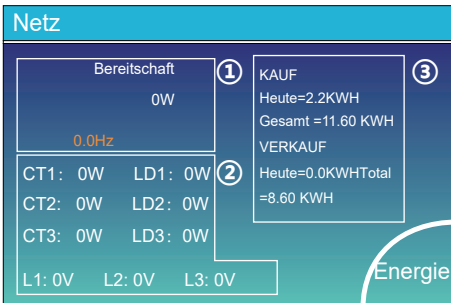 Netz
Bereitschaft
0W
0.0Hz
①
CT1: 0W LD1: 0W
CT2: 0W LD2: 0W
CT3: 0W LD3: 0W
L1: 0V L2: 0V L3: 0V
②
KAUF
Heute=2.2KWH
Gesamt =11.60 KWH
VERKAUF
Heute=0.0KWHTotal
=8.60 KWH
③
Energie